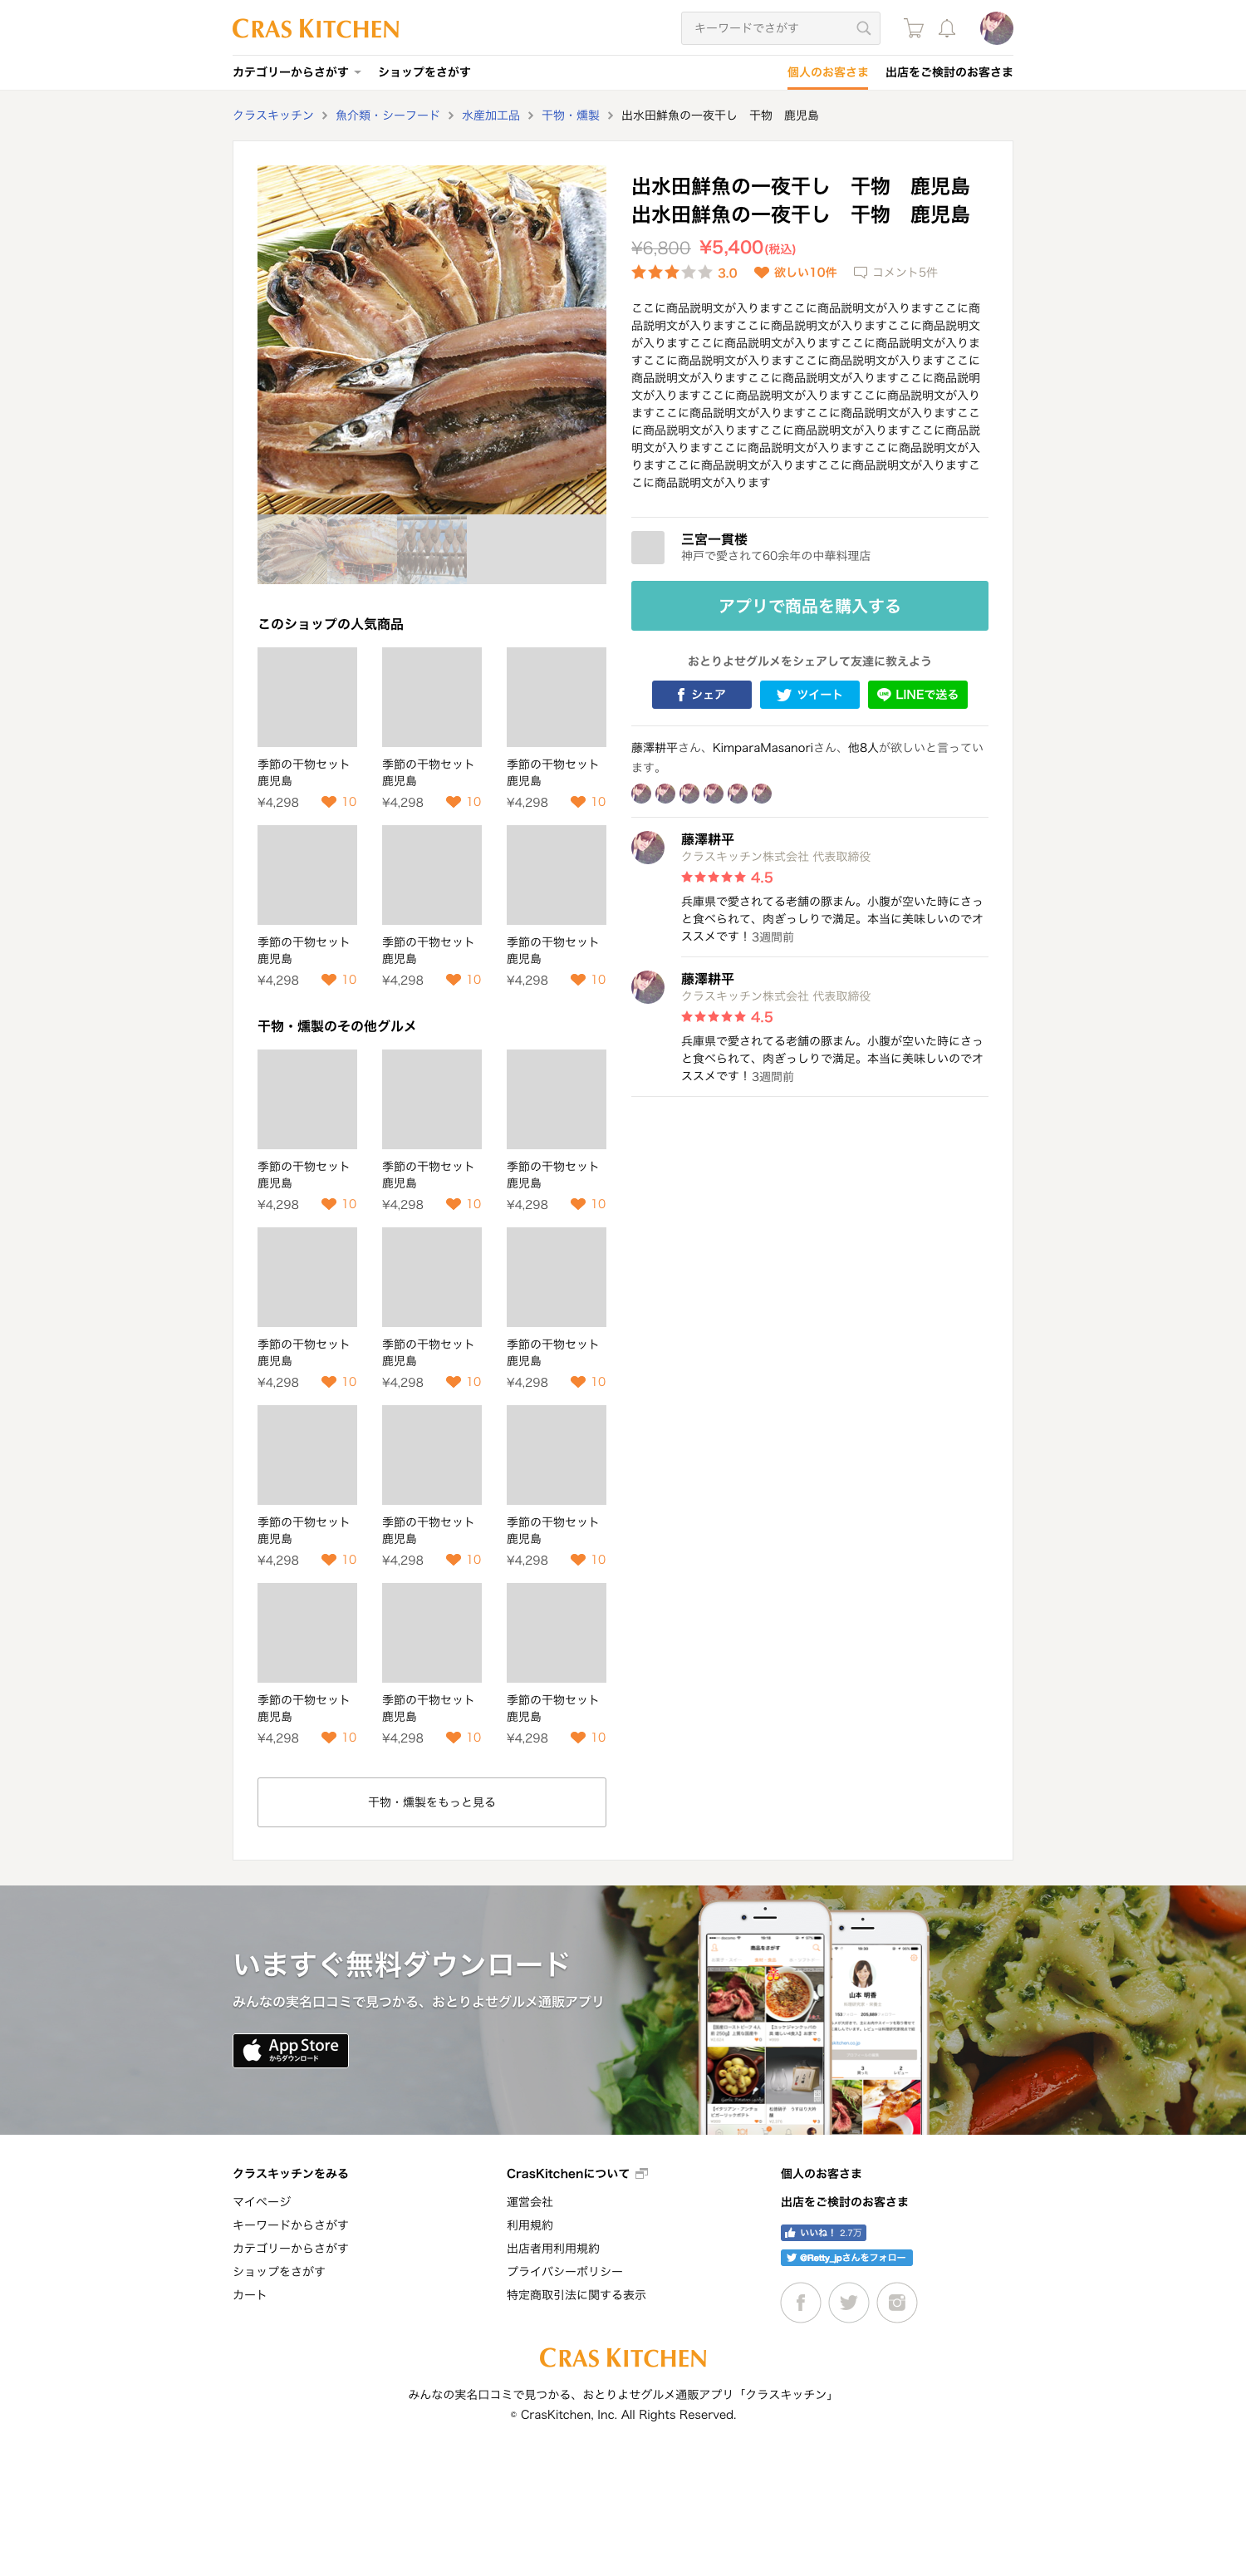 CRAS KITCHEN
キーワードでさがす
カテゴリーからさがす ショップをさがす 個人のお客さま 出店をご検討のお客さま
クラスキッチン 魚介類・シーフード 水産加工品 干物・燻製 出水田鮮魚の一夜干し 干物 鹿児島
出水田鮮魚の一夜干し 干物 鹿児島
出水田鮮魚の一夜干し 干物 鹿児島
¥6,800 ¥5,400(税込)
3.0 欲しい10件 コメント5件
ここに商品説明文が入りますここに商品説明文が入りますここに商
品説明文が入りますここに商品説明文が入りますここに商品説明文
が入りますここに商品説明文が入りますここに商品説明文が入りま
すここに商品説明文が入りますここに商品説明文が入りますここに
商品説明文が入りますここに商品説明文が入りますここに商品説明
文が入りますここに商品説明文が入りますここに商品説明文が入り
ますここに商品説明文が入りますここに商品説明文が入りますここ
に商品説明文が入りますここに商品説明文が入りますここに商品説
明文が入りますここに商品説明文が入りますここに商品説明文が入
りますここに商品説明文が入りますここに商品説明文が入りますこ
こに商品説明文が入ります
三宮一貫楼
神戸で愛されて60余年の中華料理店
アプリで商品を購入する
おとりよせグルメをシェアして友達に教えよう
シェア ツイート LINEで送る
藤澤耕平さん、KimparaMasanoriさん、他8人が欲しいと言ってい
ます。
藤澤耕平
クラスキッチン株式会社 代表取締役
4.5
兵庫県で愛されてる老舗の豚まん。小腹が空いた時にさっ
と食べられて、肉ぎっしりで満足。本当に美味しいのでオ
ススメです！3週間前
藤澤耕平
クラスキッチン株式会社 代表取締役
4.5
兵庫県で愛されてる老舗の豚まん。小腹が空いた時にさっ
と食べられて、肉ぎっしりで満足。本当に美味しいのでオ
ススメです！3週間前
このショップの人気商品
季節の干物セット 季節の干物セット 季節の干物セット
鹿児島 鹿児島 鹿児島
¥4,298 10 ¥4,298 10 ¥4,298 10
季節の干物セット 季節の干物セット 季節の干物セット
鹿児島 鹿児島 鹿児島
¥4,298 10 ¥4,298 10 ¥4,298 10
干物・燻製のその他グルメ
季節の干物セット 季節の干物セット 季節の干物セット
鹿児島 鹿児島 鹿児島
¥4,298 10 ¥4,298 10 ¥4,298 10
季節の干物セット 季節の干物セット 季節の干物セット
鹿児島 鹿児島 鹿児島
¥4,298 10 ¥4,298 10 ¥4,298 10
季節の干物セット 季節の干物セット 季節の干物セット
鹿児島 鹿児島 鹿児島
¥4,298 10 ¥4,298 10 ¥4,298 10
季節の干物セット 季節の干物セット 季節の干物セット
鹿児島 鹿児島 鹿児島
¥4,298 10 ¥4,298 10 ¥4,298 10
干物・燻製をもっと見る
いますぐ無料ダウンロード
みんなの実名口コミで見つかる、おとりよせグルメ通販アプリ
App Store
からダウンロード
商品をさがす
山本 明香
クラスキッチンをみる
マイページ
キーワードからさがす
カテゴリーからさがす
ショップをさがす
カート
CrasKitchenについて
運営会社
利用規約
出店者用利用規約
プライバシーポリシー
特定商取引法に関する表示
個人のお客さま
出店をご検討のお客さま
いいね！ 2.7万
@Retty_jpさんをフォロー
CRAS KITCHEN
みんなの実名口コミで見つかる、おとりよせグルメ通販アプリ「クラスキッチン」
© CrasKitchen, Inc. All Rights Reserved.